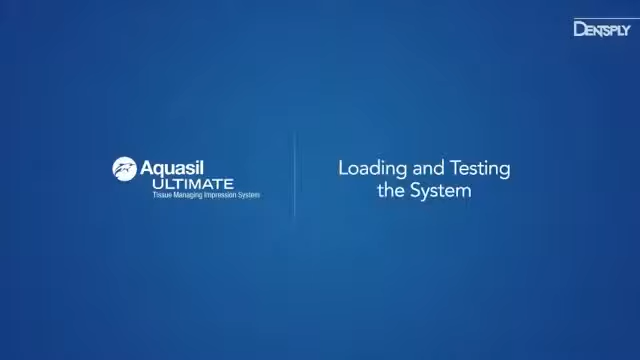 DENTSPLY
Aquasil
ULTIMATE
Tissue Managing Impression System
Loading and Testing
the System